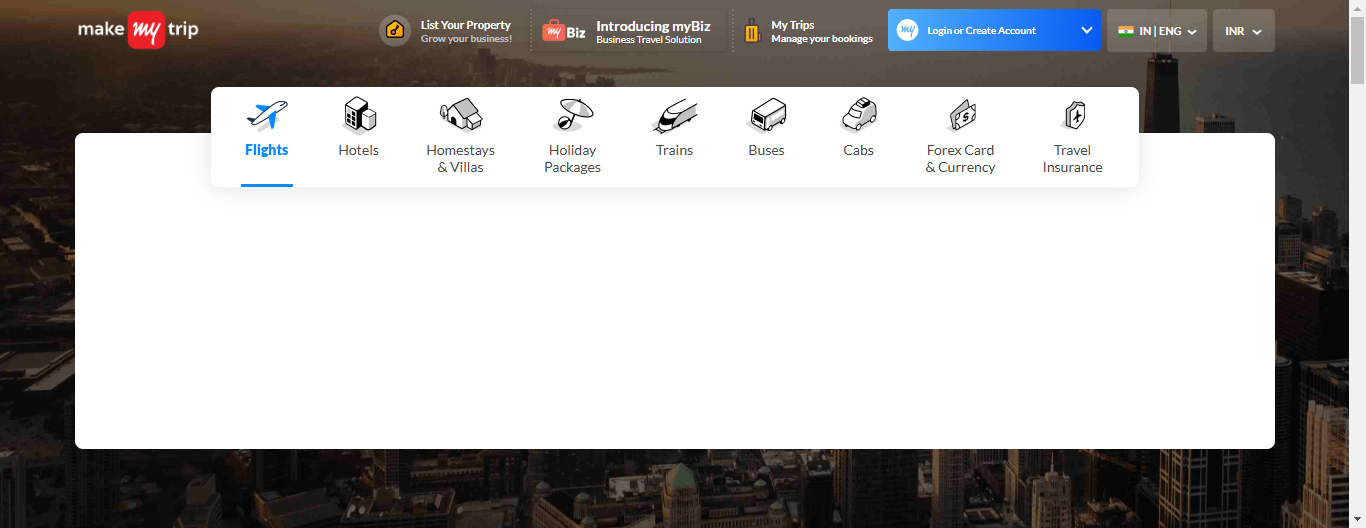 make my trip
List Your Property
Grow your business!
my Biz
Introducing myBiz
Business Travel Solution
My Trips
Manage your bookings
my
Login or Create Account
IN | ENG
INR
Flights
Hotels
Homestays
& Villas
Holiday
Packages
Trains
Buses
Cabs
Forex Card
& Currency
Travel
Insurance